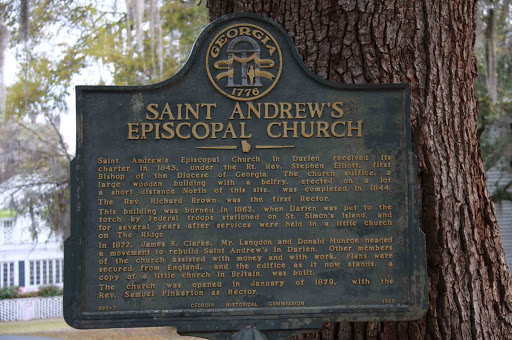 GEORGIA
1776
SAINT ANDREW'S
EPISCOPAL CHURCH
Saint Andrew's Episcopal Church in Darien received its
charter in 1843, under the Rt. Rev. Stephen Elliott, first
Bishop of the Diocese of Georgia. The church edifice, a
large wooden building with a belfry, erected on a lot
a short distance North of this site, was completed in 1844.
The Rev. Richard Brown was the first Rector.
This building was burned in 1863, when Darien was put to the
torch by Federal troops stationed on St. Simon's Island, and
for several years after services were held in a little church
on The Ridge.
In 1872, James K. Clarke, Mr. Langdon and Donald Munroe headed
a movement to rebuild Saint Andrew's in Darien. Other members
of the church assisted with money and with work. Plans were
secured from England, and the edifice as it now stands, a
copy of a little church in Britain, was built.
The church was opened in January of 1879, with the
Rev. Samuel Pinkerton as Rector.
GEORGIA HISTORICAL COMMISSION